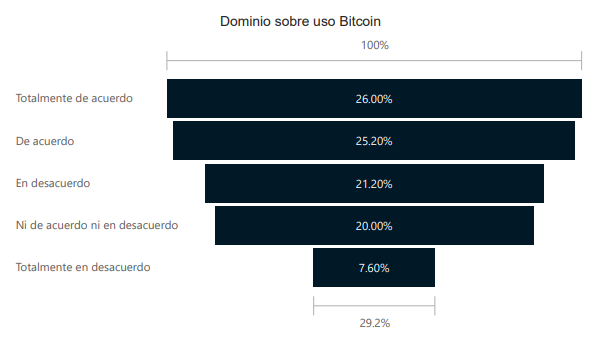 Dominio sobre uso Bitcoin
100%
Totalmente de acuerdo 26.00%
De acuerdo 25.20%
En desacuerdo 21.20%
Ni de acuerdo ni en desacuerdo 20.00%
Totalmente en desacuerdo 7.60%
29.2%